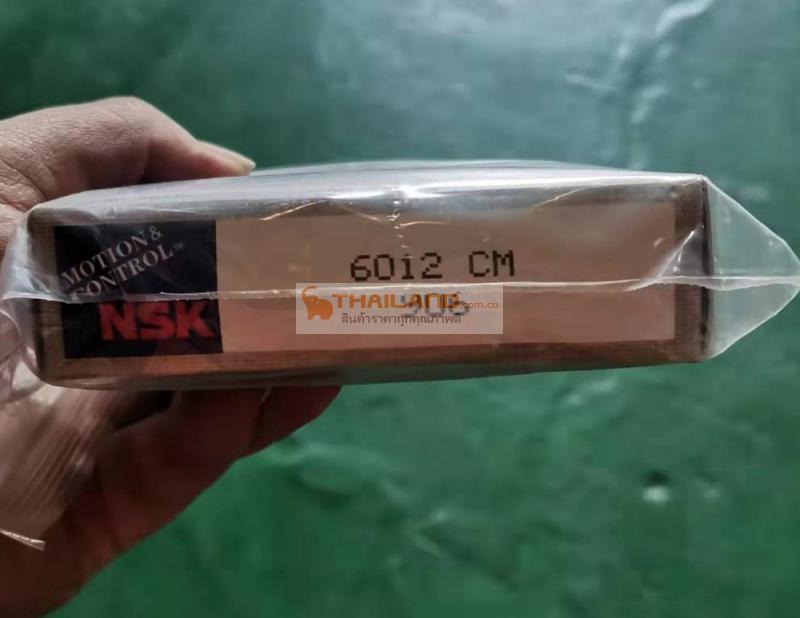 MOTION &
CONTROL™
NSK
6012 CM
THAILAND.com.co
สินค้าราคาถูกคุณภาพดี